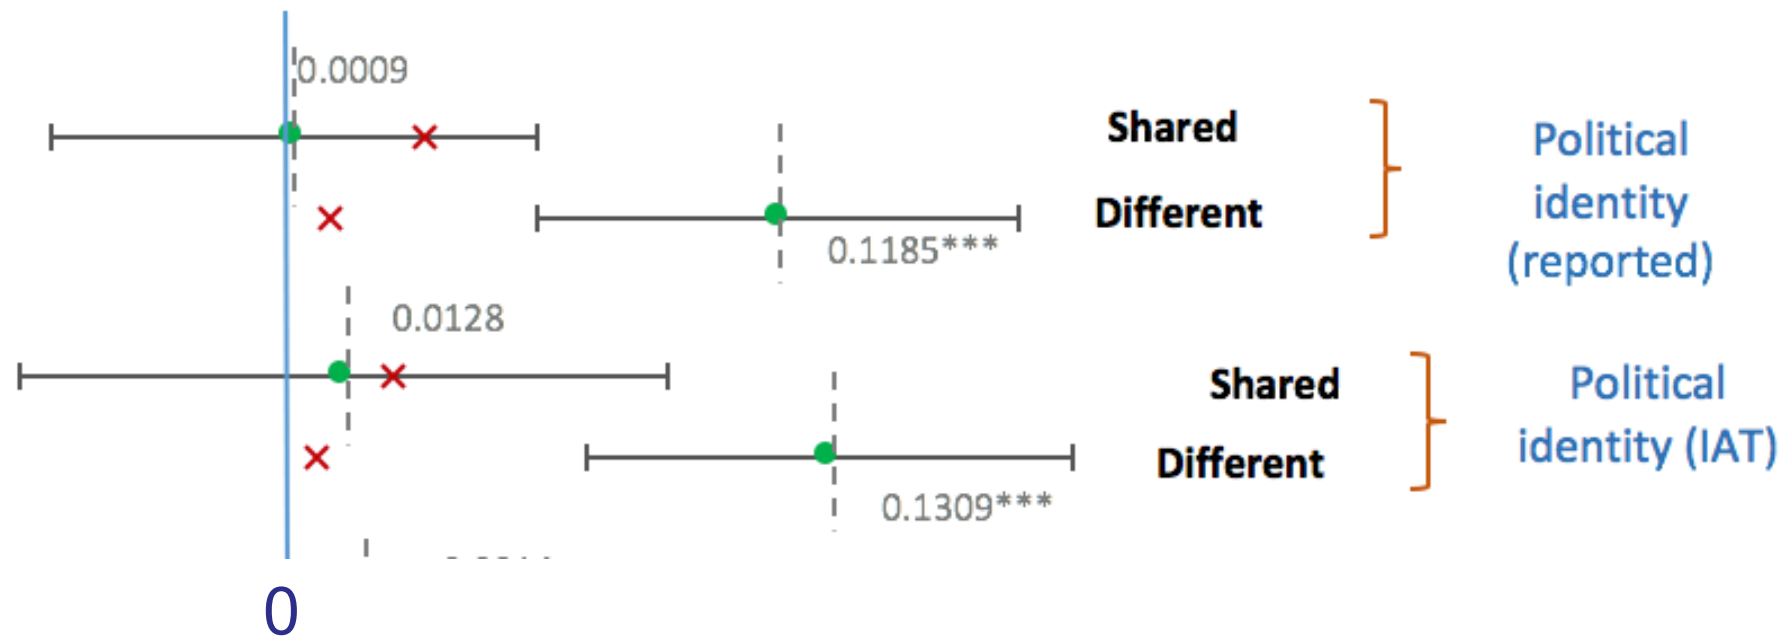 0.0009
Shared
Different
Political
identity
(reported)
0.1185***
0.0128
Shared
Different
Political
identity (IAT)
0.1309***
0